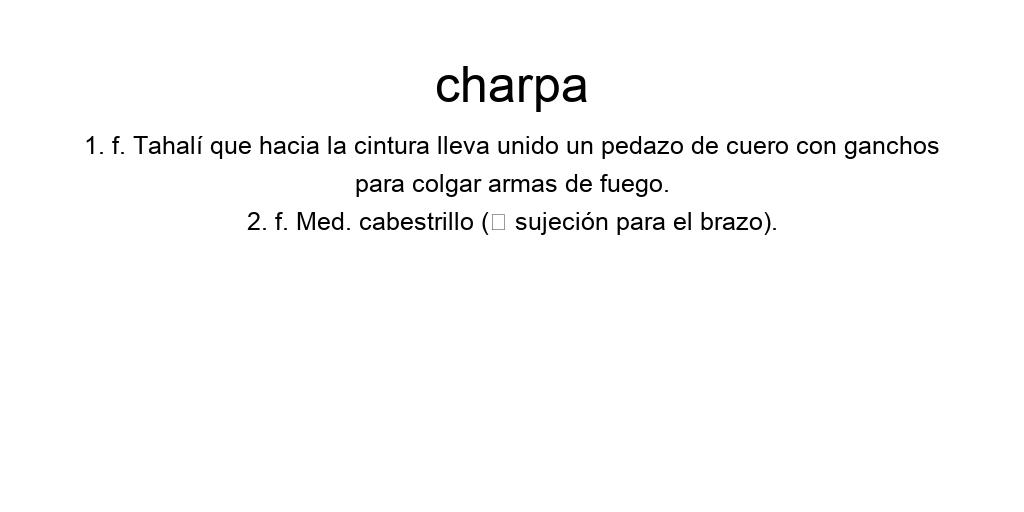 charpa
1. f. Tahalí que hacia la cintura lleva unido un pedazo de cuero con ganchos
para colgar armas de fuego.
2. f. Med. cabestrillo (□ sujeción para el brazo).